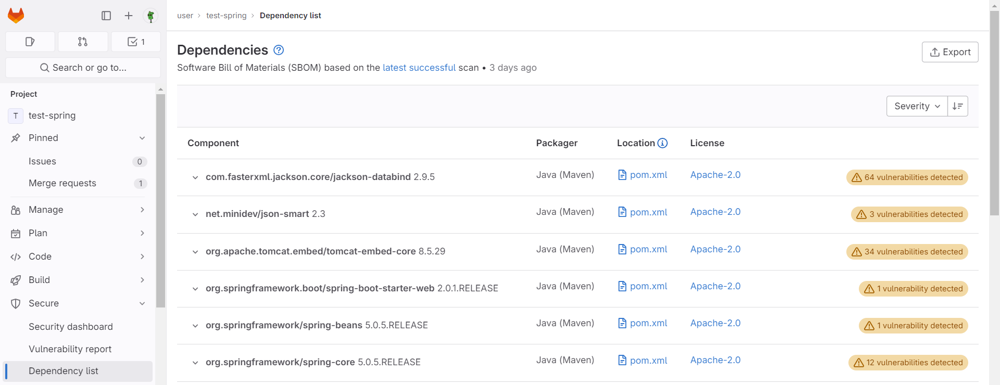 user › test-spring › Dependency list
1
Search or go to...
Project
T test-spring
Pinned
Issues 0
Merge requests 1
Manage
Plan
Code
Build
Secure
Security dashboard
Vulnerability report
Dependency list
Dependencies
Export
Software Bill of Materials (SBOM) based on the latest successful scan • 3 days ago
Severity
Component Packager Location License
com.fasterxml.jackson.core/jackson-databind 2.9.5 Java (Maven) pom.xml Apache-2.0 64 vulnerabilities detected
net.minidev/json-smart 2.3 Java (Maven) pom.xml Apache-2.0 3 vulnerabilities detected
org.apache.tomcat.embed/tomcat-embed-core 8.5.29 Java (Maven) pom.xml Apache-2.0 34 vulnerabilities detected
org.springframework.boot/spring-boot-starter-web 2.0.1.RELEASE Java (Maven) pom.xml Apache-2.0 1 vulnerability detected
org.springframework/spring-beans 5.0.5.RELEASE Java (Maven) pom.xml Apache-2.0 1 vulnerability detected
org.springframework/spring-core 5.0.5.RELEASE Java (Maven) pom.xml Apache-2.0 12 vulnerabilities detected